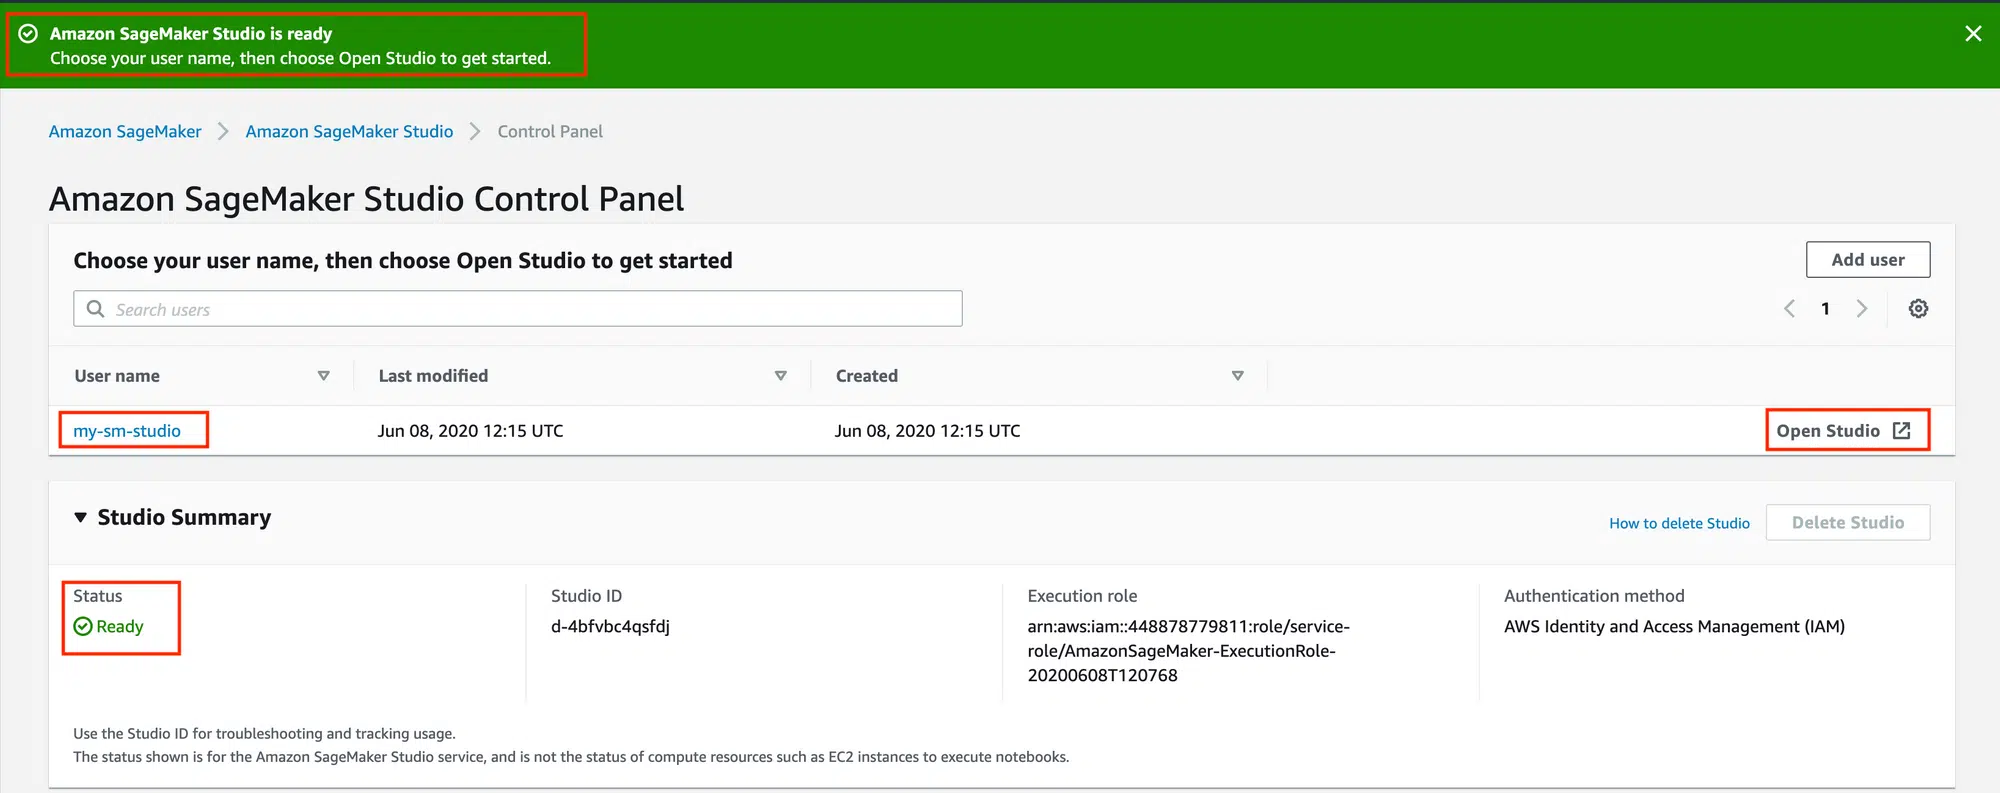 Amazon SageMaker Studio is ready
Choose your user name, then choose Open Studio to get started.
Amazon SageMaker
Amazon SageMaker Studio
Control Panel
Amazon SageMaker Studio Control Panel
Choose your user name, then choose Open Studio to get started
Add user
Search users
1
User name
Last modified
Created
my-sm-studio
Jun 08, 2020 12:15 UTC
Jun 08, 2020 12:15 UTC
Open Studio
Studio Summary
How to delete Studio
Delete Studio
Status
Ready
Studio ID
d-4bfvbc4qsfdj
Execution role
arn:aws:iam::448878779811:role/service-
role/AmazonSageMaker-ExecutionRole-
20200608T120768
Authentication method
AWS Identity and Access Management (IAM)
Use the Studio ID for troubleshooting and tracking usage.
The status shown is for the Amazon SageMaker Studio service, and is not the status of compute resources such as EC2 instances to execute notebooks.